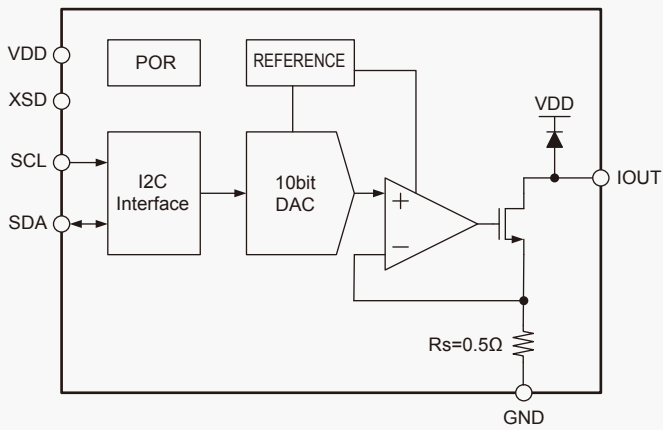 VDD
POR
REFERENCE
XSD
VDD
SCL
I2C
Interface
10bit
DAC
+
IOUT
SDA
−
Rs=0.5Ω
GND